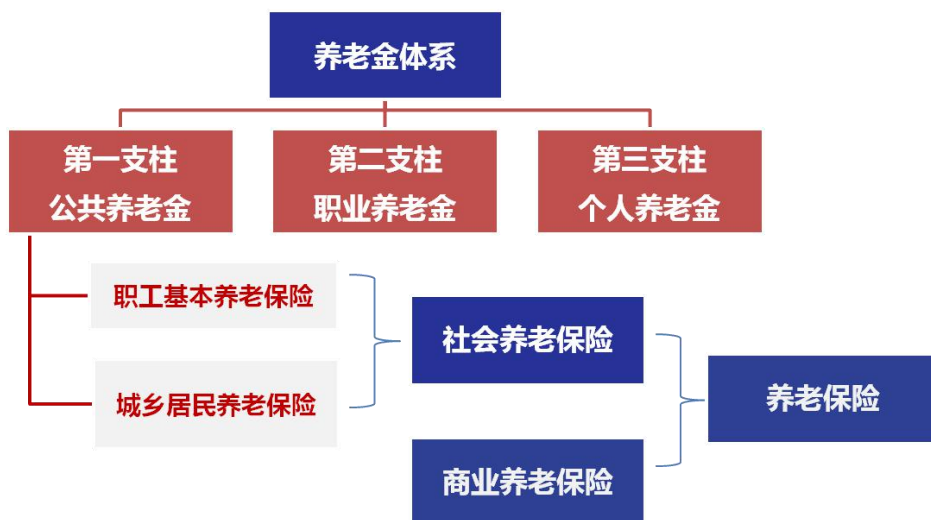 养老金体系
第一支柱
公共养老金
第二支柱
职业养老金
第三支柱
个人养老金
职工基本养老保险
城乡居民养老保险
社会养老保险
商业养老保险
养老保险